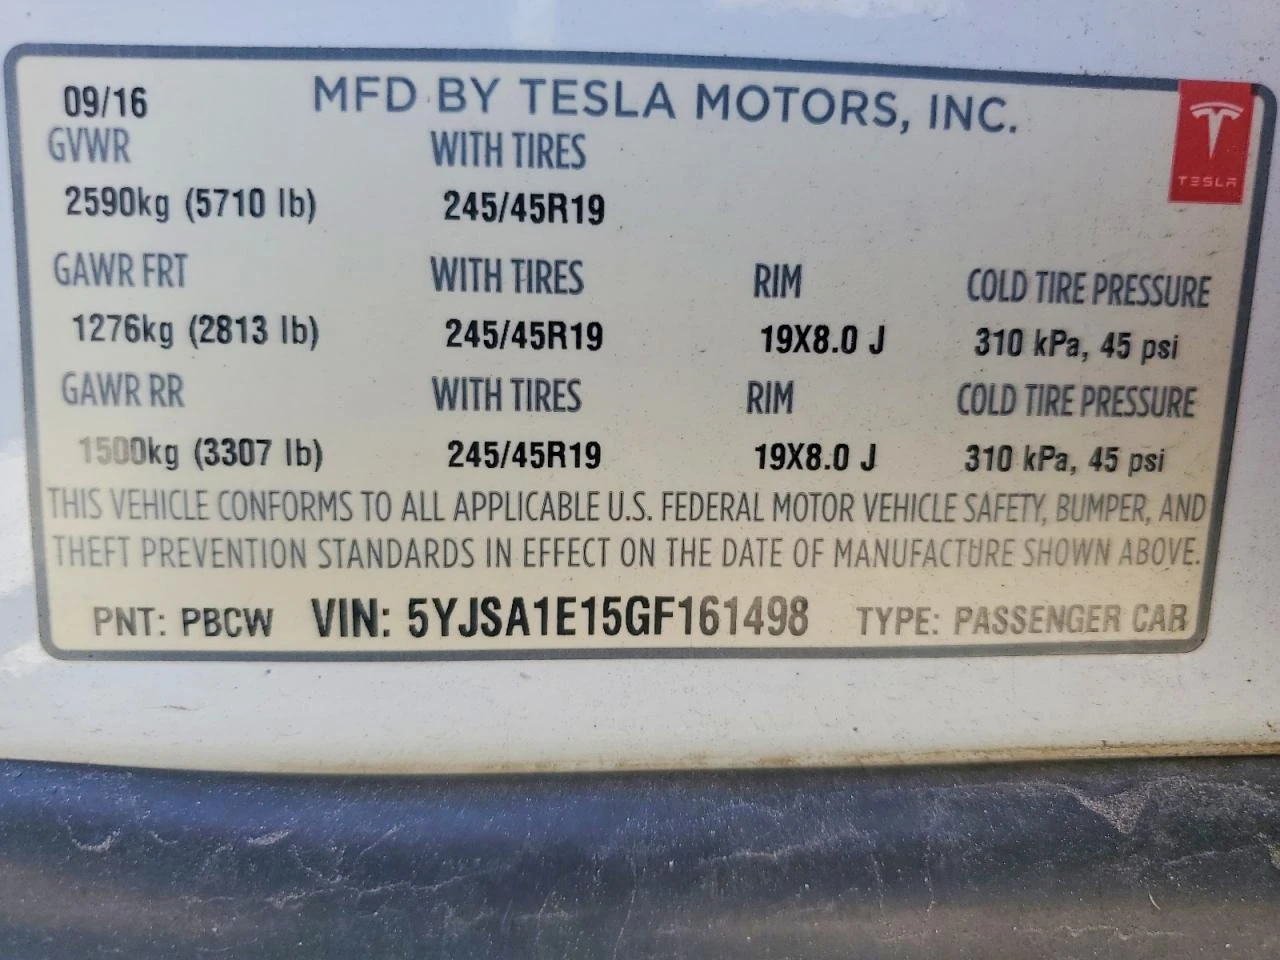 09/16 MFD BY TESLA MOTORS, INC.
TESLA
GVWR WITH TIRES
2590kg (5710 lb) 245/45R19
GAWR FRT WITH TIRES RIM COLD TIRE PRESSURE
1276kg (2813 lb) 245/45R19 19X8.0 J 310 kPa, 45 psi
GAWR RR WITH TIRES RIM COLD TIRE PRESSURE
1500kg (3307 lb) 245/45R19 19X8.0 J 310 kPa, 45 psi
THIS VEHICLE CONFORMS TO ALL APPLICABLE U.S. FEDERAL MOTOR VEHICLE SAFETY, BUMPER, AND
THEFT PREVENTION STANDARDS IN EFFECT ON THE DATE OF MANUFACTURE SHOWN ABOVE.
PNT: PBCW VIN: 5YJSA1E15GF161498 TYPE: PASSENGER CAR